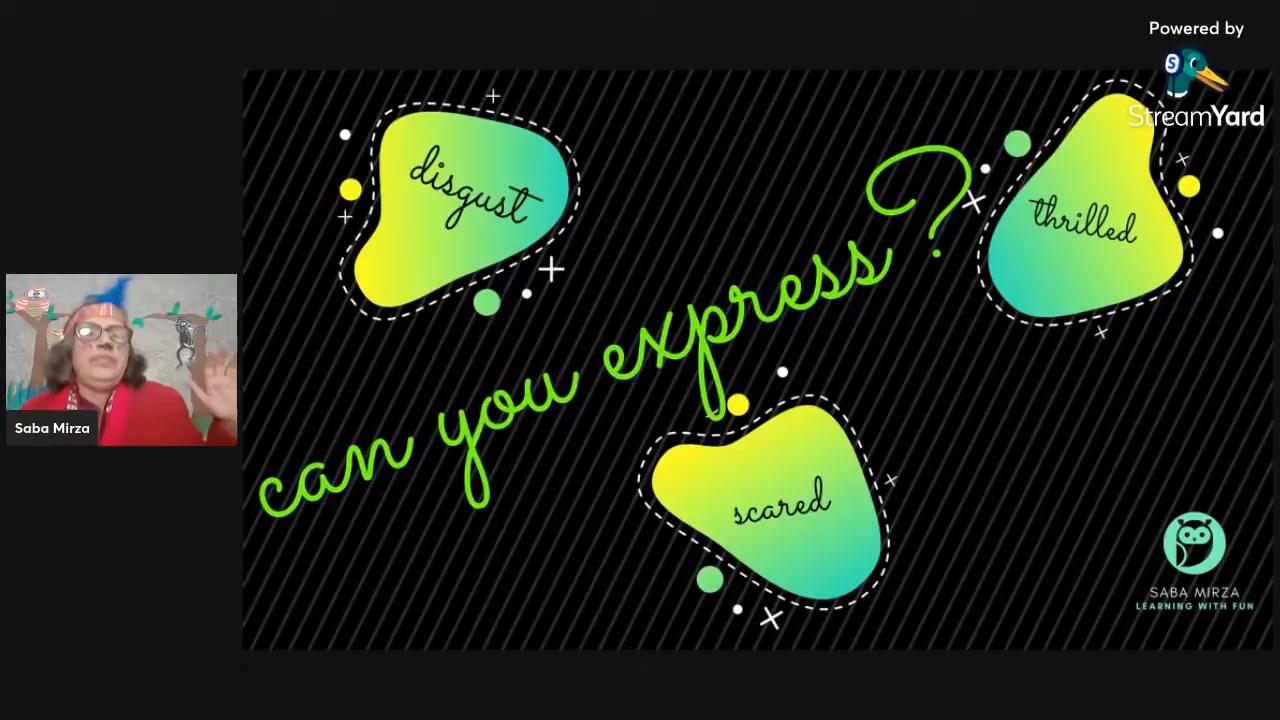 Powered by
StreamYard
disgust
thrilled
can you express ?
scared
Saba Mirza
SABA MIRZA
LEARNING WITH FUN